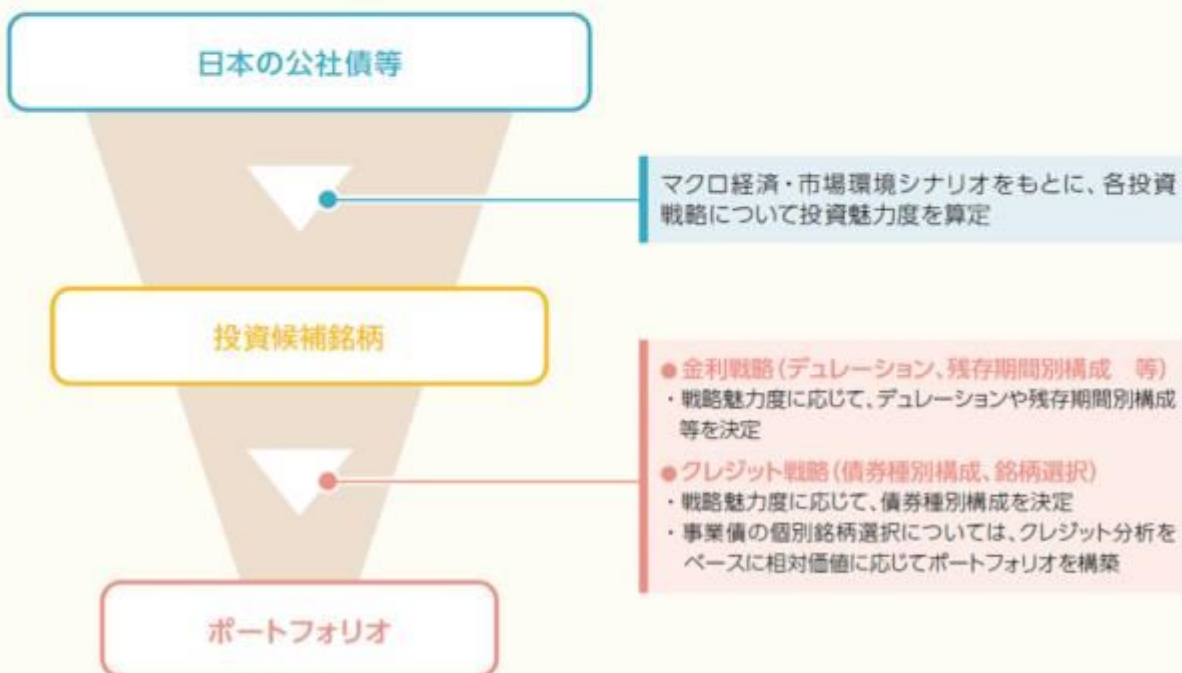 日本の公社債等
マクロ経済・市場環境シナリオをもとに、各投資
戦略について投資魅力度を算定
投資候補銘柄
●金利戦略(デュレーション、残存期間別構成　等)
・戦略魅力度に応じて、デュレーションや残存期間別構成
等を決定
●クレジット戦略(債券種別構成、銘柄選択)
・戦略魅力度に応じて、債券種別構成を決定
・事業債の個別銘柄選択については、クレジット分析を
ベースに相対価値に応じてポートフォリオを構築
ポートフォリオ